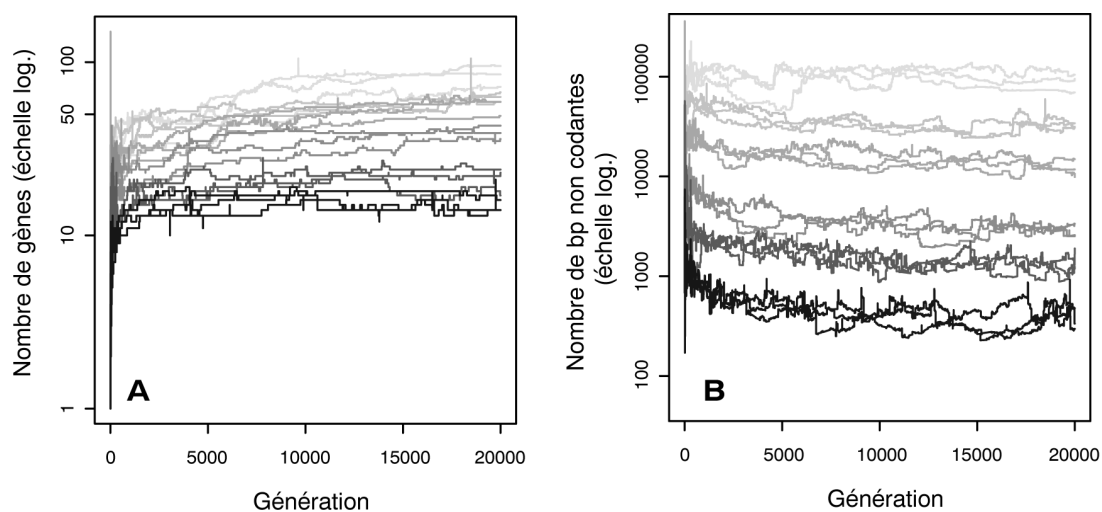 Nombre de gènes (échelle log.)
100
50
10
1
A
0 5000 10000 15000 20000
Génération
Nombre de bp non codantes
(échelle log.)
100000
10000
1000
100
B
0 5000 10000 15000 20000
Génération